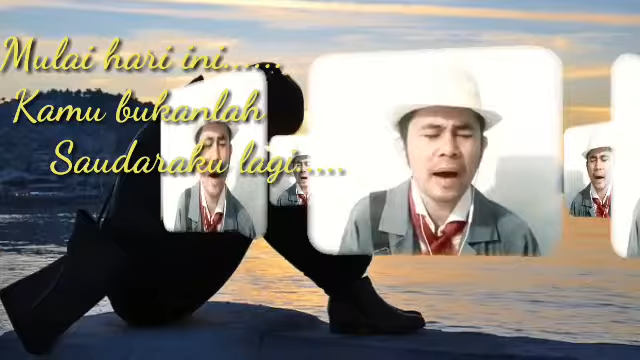 Mulai hari ini......
Kamu bukanlah
Saudaraku lagi.....